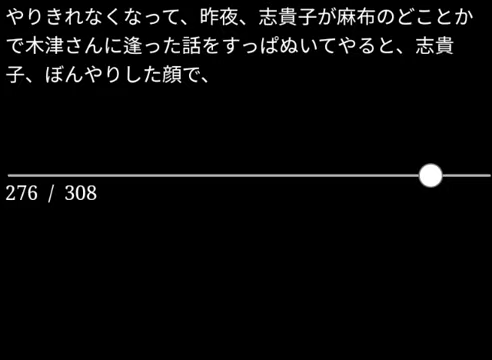 やりきれなくなって、昨夜、志貴子が麻布のどことか
で木津さんに逢った話をすっぱぬいてやると、志貴
子、ぼんやりした顔で、
276 / 308